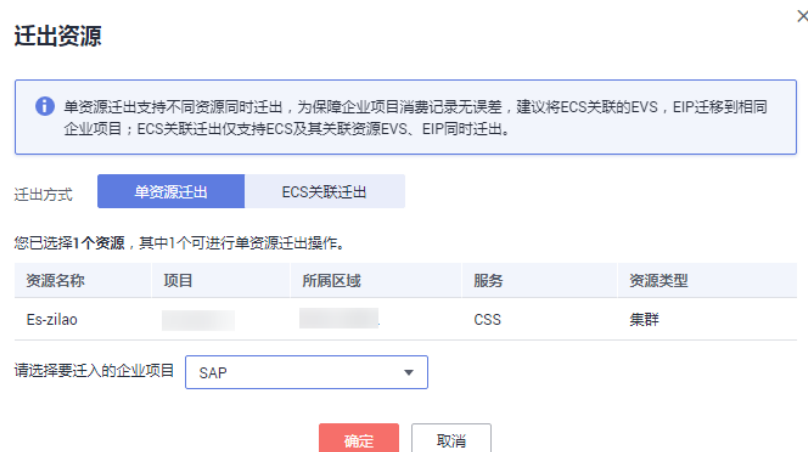 迁出资源
单资源迁出支持不同资源同时迁出，为保障企业项目消费记录无误差，建议将ECS关联的EVS，EIP迁移到相同
企业项目；ECS关联迁出仅支持ECS及其关联资源EVS、EIP同时迁出。
迁出方式 单资源迁出 ECS关联迁出
您已选择1个资源，其中1个可进行单资源迁出操作。
资源名称 项目 所属区域 服务 资源类型
Es-zilao CSS 集群
请选择要迁入的企业项目 SAP
确定 取消